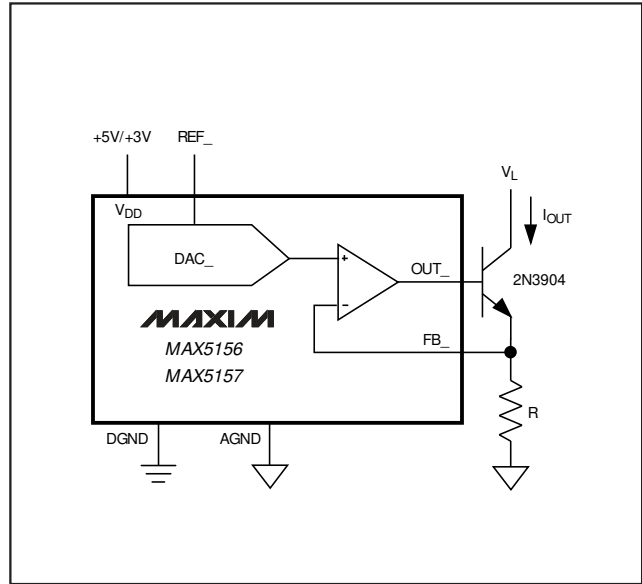 +5V/+3V REF_
VL
VDD
IOUT
DAC_
+
OUT_
2N3904
-
MAXIM
MAX5156
FB_
MAX5157
R
DGND AGND